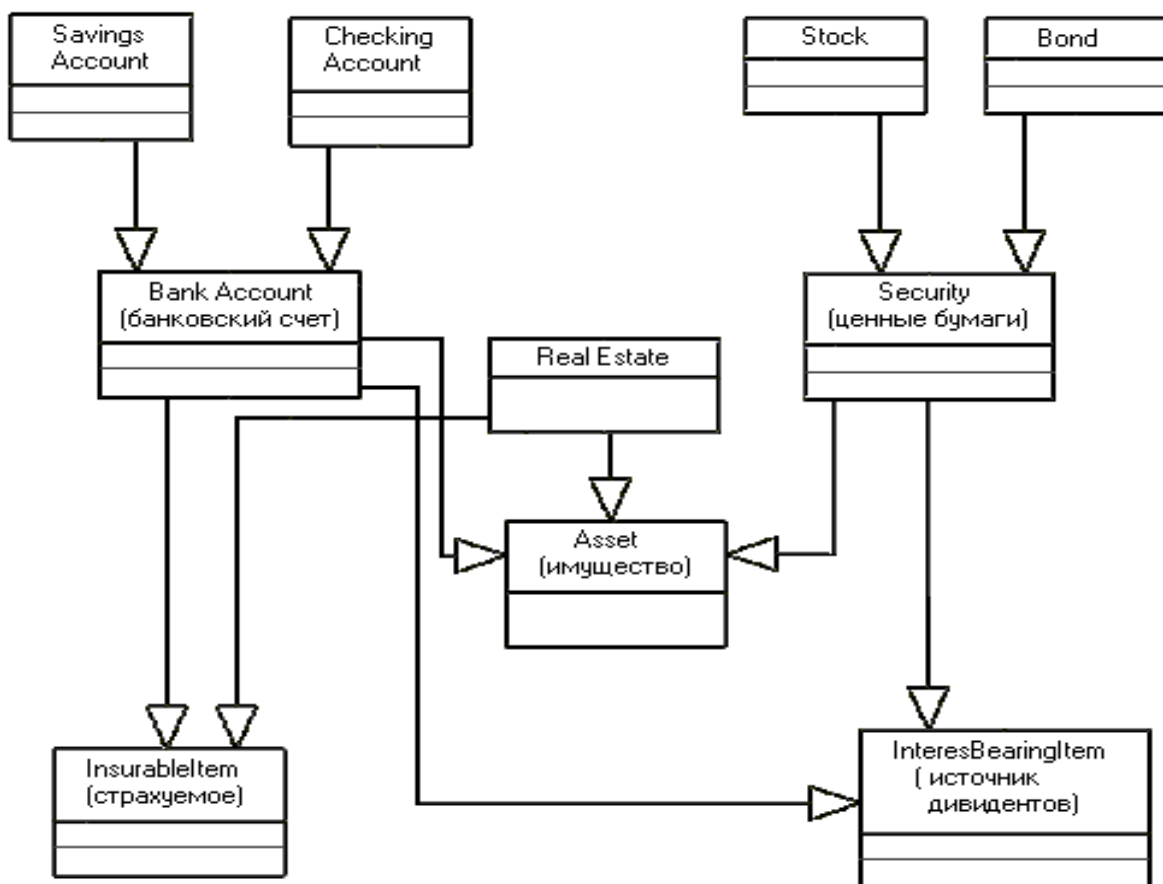 Savings
Account
Checking
Account
Stock
Bond
Bank Account
(банковский счет)
Security
(ценные бумаги)
Real Estate
Asset
(имущество)
InsurableItem
(страхуемое)
InteresBearingItem
( источник
дивидентов)